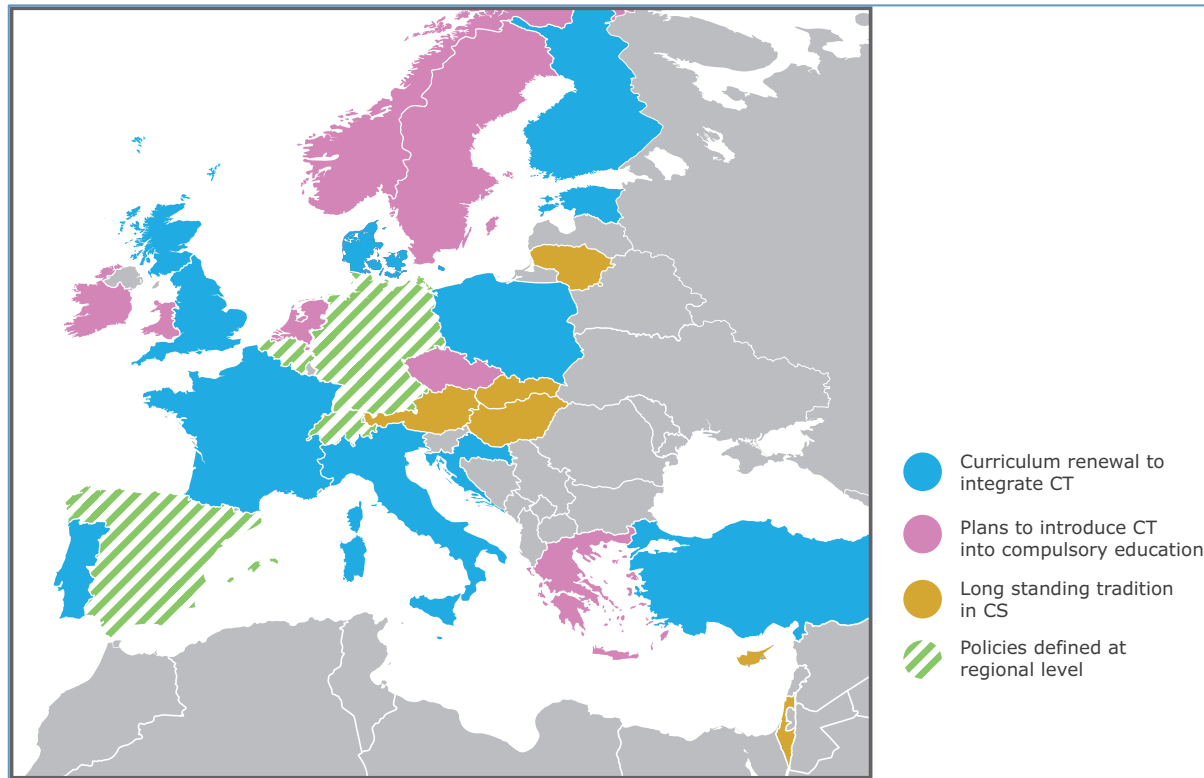 Curriculum renewal to
integrate CT
Plans to introduce CT
into compulsory education
Long standing tradition
in CS
Policies defined at
regional level